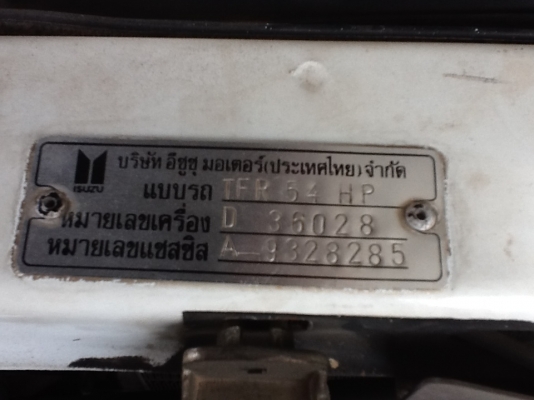 บริษัท อีซูซุ มอเตอร์(ประเทศไทย)จำกัด
ISUZU
แบบรถ TFR 54 HP
หมายเลขเครื่อง D 36028
หมายเลขแชสซิส A-9328285